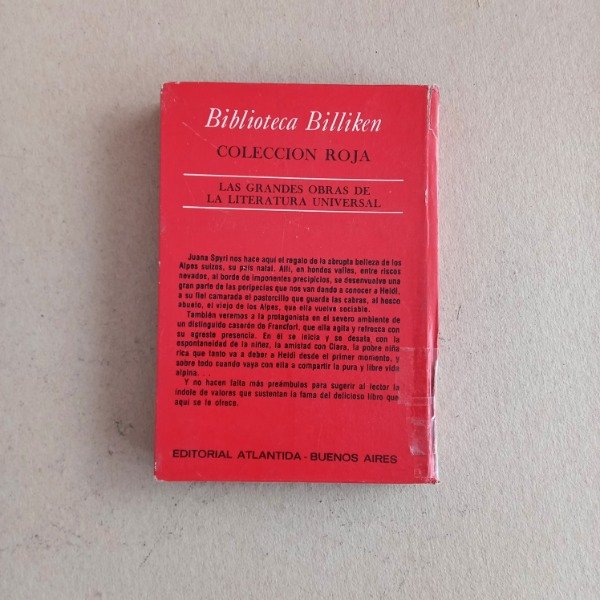 Biblioteca Billiken
COLECCION ROJA
LAS GRANDES OBRAS DE
LA LITERATURA UNIVERSAL
Juana Spyri nos hace aquí el regalo de la abrupta belleza de los
Alpes suizos, su país natal. Allí, en hondos valles, entre riscos
nevados, al borde de imponentes precipicios, se desenvuelve una
gran parte de las peripecias que nos van dando a conocer a Heidi,
a su fiel camarada el pastorcillo que guarda las cabras, al hosco
abuelo, el viejo de los Alpes, que ella vuelve sociable.
También veremos a la protagonista en el severo ambiente de
un distinguido caserón de Francfort, que ella agita y refresca con
su agreste presencia. En él se inicia y se desata con la
espontaneidad de la niñez, la amistad con Clara, la pobre niña
rica que tanto va a deber a Heidi desde el primer momento, y
sobre todo cuando vaya con ella a compartir la pura y libre vida
alpina. . .
Y no hacen falta más preámbulos para sugerir al lector la
índole de valores que sustentan la fama del delicioso libro que
aquí se le ofrece.
EDITORIAL ATLANTIDA - BUENOS AIRES